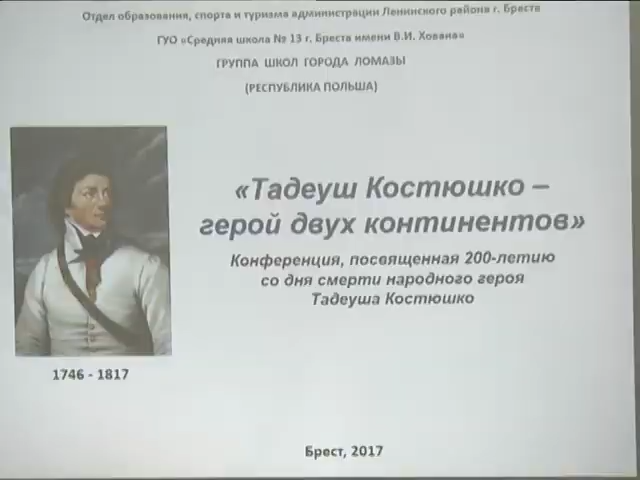 Отдел образования, спорта и туризма администрации Ленинского района г. Бреста
ГУО «Средняя школа № 13 г. Бреста имени В.И. Хована»
ГРУППА ШКОЛ ГОРОДА ЛОМАЗЫ
(РЕСПУБЛИКА ПОЛЬША)
«Тадеуш Костюшко –
герой двух континентов»
Конференция, посвященная 200-летию
со дня смерти народного героя
Тадеуша Костюшко
1746 - 1817
Брест, 2017